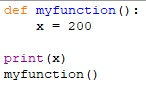 def myfunction():
    x = 200

print(x)
myfunction()